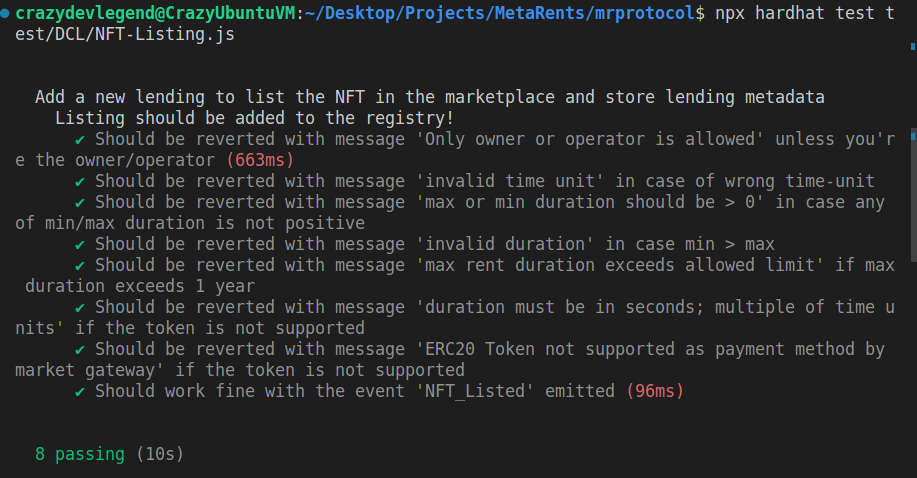 crazydevlegend@CrazyUbuntuVM:~/Desktop/Projects/MetaRents/mrprotocol$ npx hardhat test t
est/DCL/NFT-Listing.js
Add a new lending to list the NFT in the marketplace and store lending metadata
Listing should be added to the registry!
✔ Should be reverted with message 'Only owner or operator is allowed' unless you'r
e the owner/operator (663ms)
✔ Should be reverted with message 'invalid time unit' in case of wrong time-unit
✔ Should be reverted with message 'max or min duration should be > 0' in case any
of min/max duration is not positive
✔ Should be reverted with message 'invalid duration' in case min > max
✔ Should be reverted with message 'max rent duration exceeds allowed limit' if max
duration exceeds 1 year
✔ Should be reverted with message 'duration must be in seconds; multiple of time u
nits' if the token is not supported
✔ Should be reverted with message 'ERC20 Token not supported as payment method by
market gateway' if the token is not supported
✔ Should work fine with the event 'NFT_Listed' emitted (96ms)
8 passing (10s)